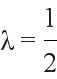 λ = 1/2